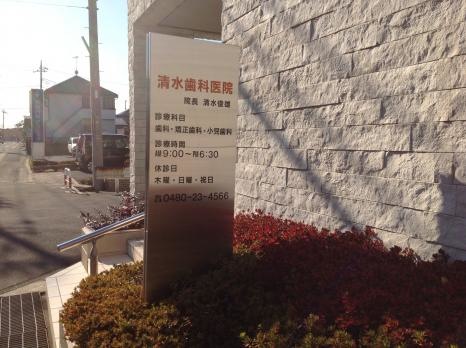 清水歯科医院
院長 清水俊雄
診療科目
歯科・矯正歯科・小児歯科
診療時間
9:00〜 6:30
休診日
木曜・日曜・祝日
0480-23-4566